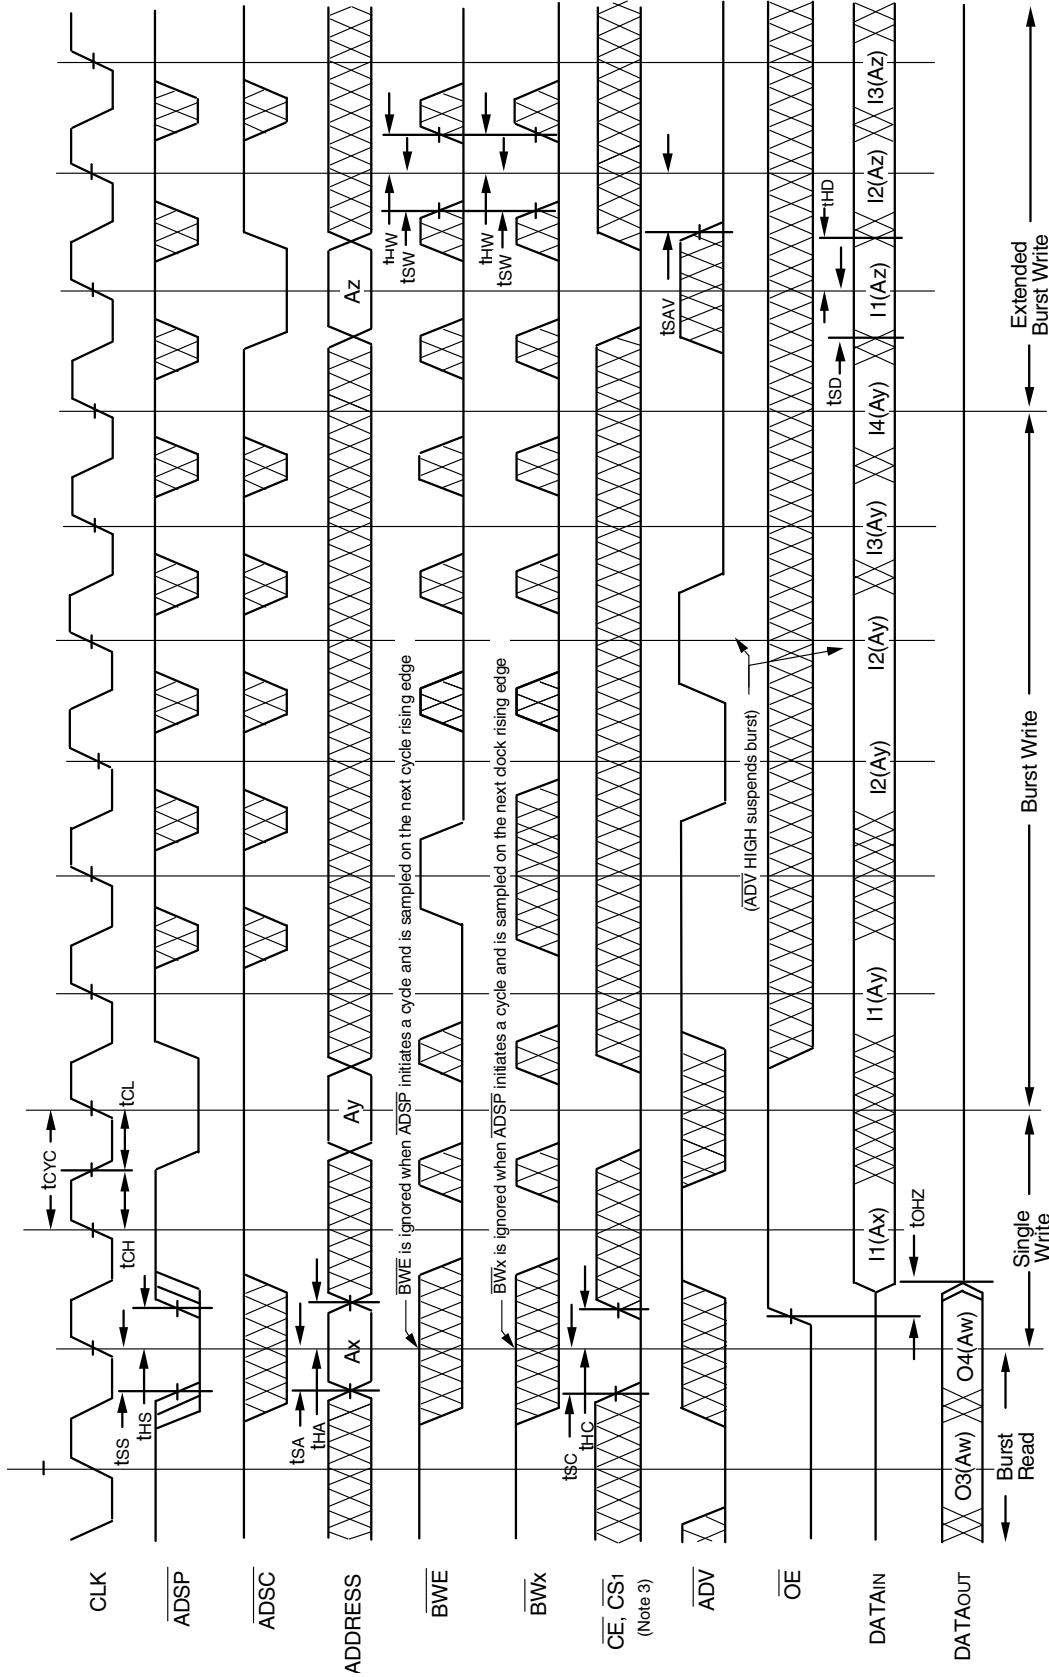 CLK
ADSP
ADSC
ADDRESS
BWE
BWx
CE, CS1
(Note 3)
ADV
OE
DATAIN
DATAOUT
tCYC
tCH
tCL
tSS
tHS
tSA
tHA
Ax
Ay
Az
BWE is ignored when ADSP initiates a cycle and is sampled on the next cycle rising edge
tHW
tSW
BWx is ignored when ADSP initiates a cycle and is sampled on the next clock rising edge
tHW
tSW
tSC
tHC
tSAV
(ADV HIGH suspends burst)
tSD
tHD
I1(Ax)
I1(Ay)
I2(Ay)
I2(Ay)
I3(Ay)
I4(Ay)
I1(Az)
I2(Az)
I3(Az)
tOHZ
O3(Aw)
O4(Aw)
Burst
Read
Single
Write
Burst Write
Extended
Burst Write